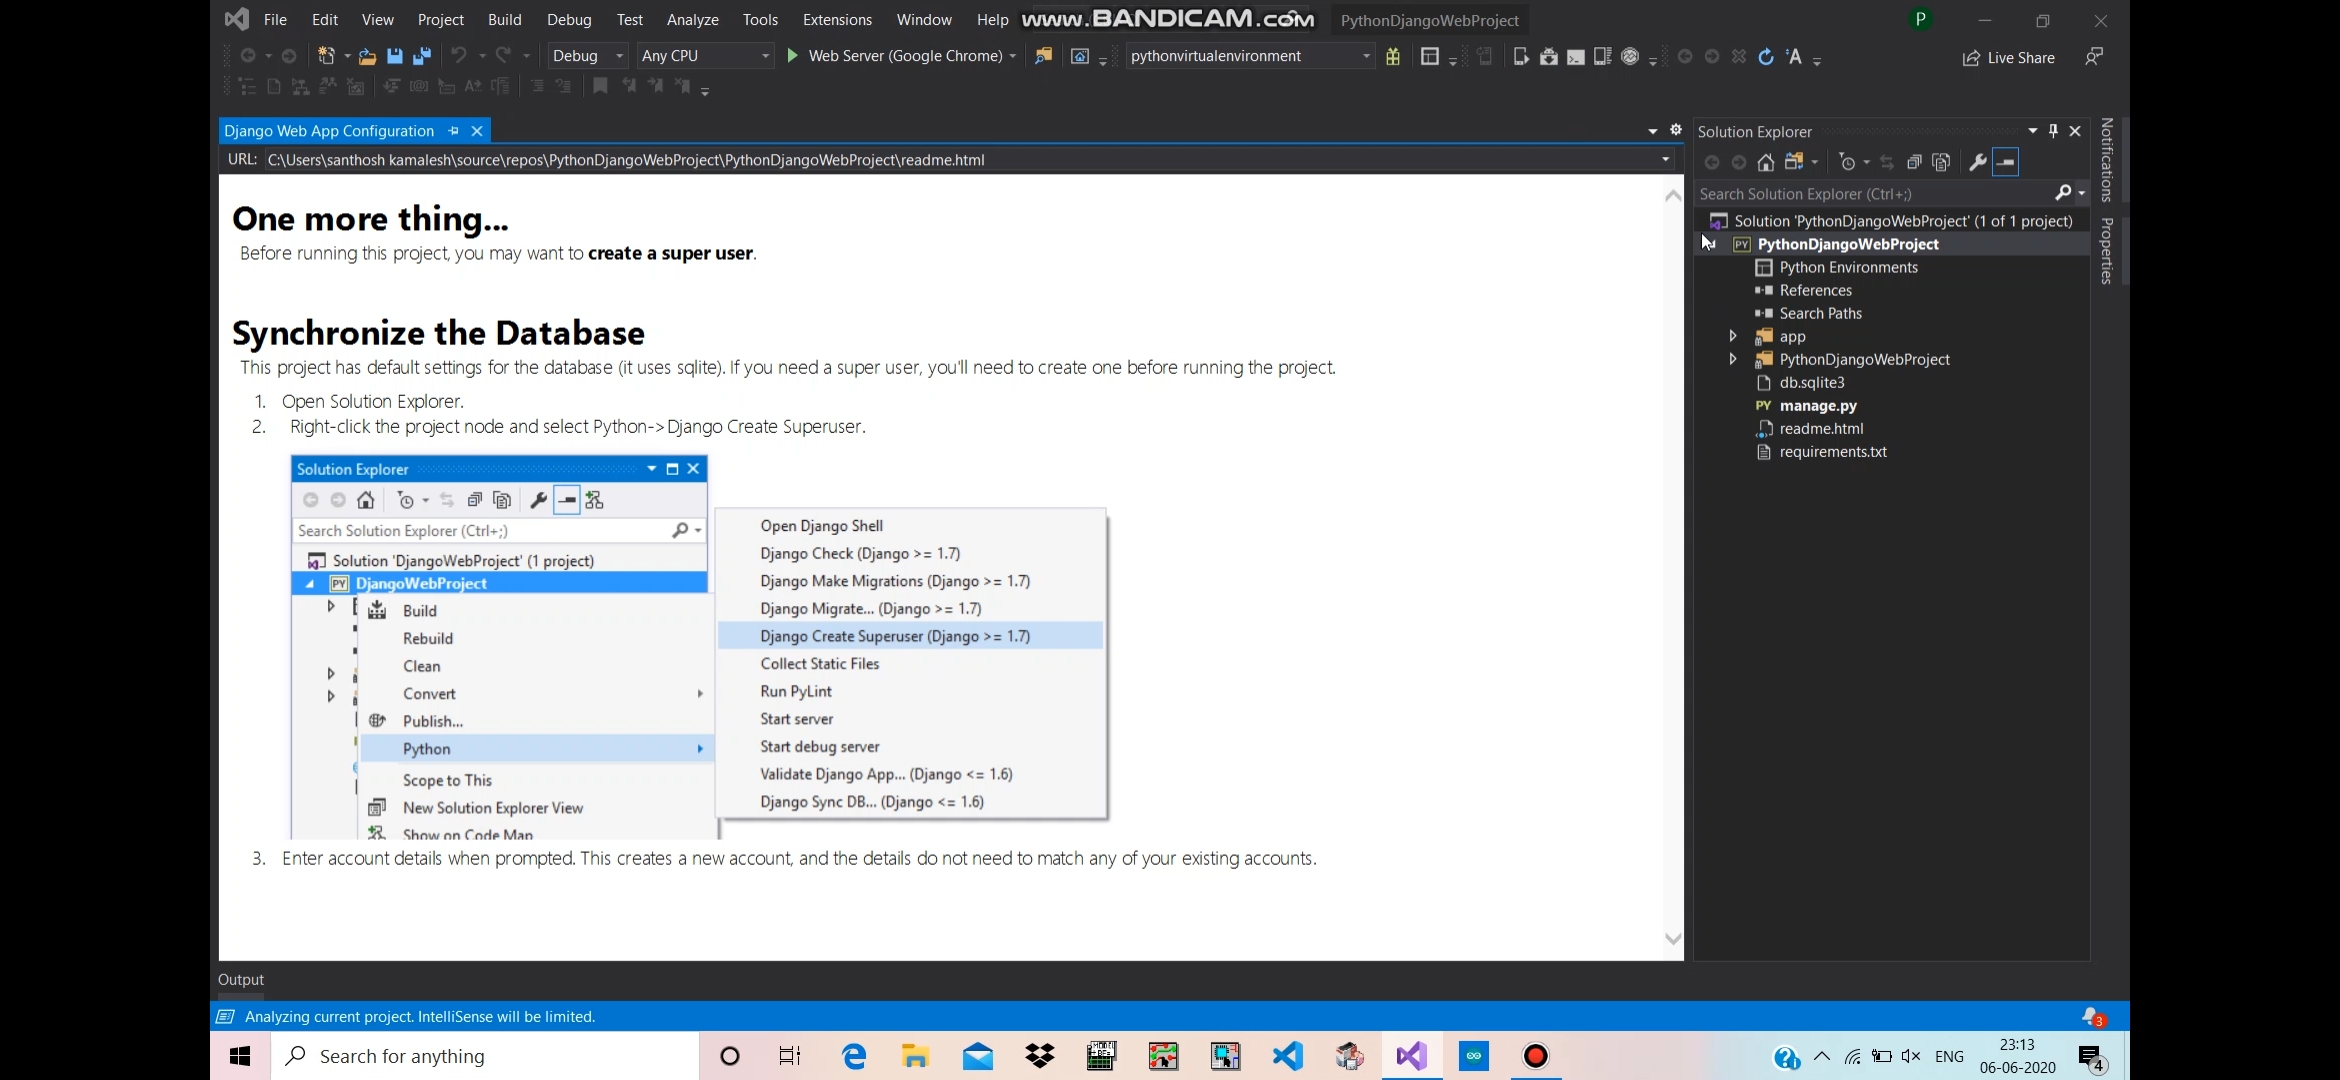 File Edit View Project Build Debug Test Analyze Tools Extensions Window Help www.BANDICAM.com PythonDjangoWebProject P
Debug Any CPU Web Server (Google Chrome) pythonvirtualenvironment Live Share
Django Web App Configuration
URL: C:\Users\santhosh kamalesh\source\repos\PythonDjangoWebProject\PythonDjangoWebProject\readme.html
One more thing...
Before running this project, you may want to create a super user.
Synchronize the Database
This project has default settings for the database (it uses sqlite). If you need a super user, you'll need to create one before running the project.
1. Open Solution Explorer.
2. Right-click the project node and select Python->Django Create Superuser.
Solution Explorer
Search Solution Explorer (Ctrl+;)
Solution 'DjangoWebProject' (1 project)
PY DjangoWebProject
Build
Rebuild
Clean
Convert
Publish...
Python
Scope to This
New Solution Explorer View
Show on Code Map
Open Django Shell
Django Check (Django >= 1.7)
Django Make Migrations (Django >= 1.7)
Django Migrate... (Django >= 1.7)
Django Create Superuser (Django >= 1.7)
Collect Static Files
Run PyLint
Start server
Start debug server
Validate Django App... (Django <= 1.6)
Django Sync DB... (Django <= 1.6)
3. Enter account details when prompted. This creates a new account, and the details do not need to match any of your existing accounts.
Solution Explorer
Search Solution Explorer (Ctrl+;)
Solution 'PythonDjangoWebProject' (1 of 1 project)
PY PythonDjangoWebProject
Python Environments
References
Search Paths
app
PythonDjangoWebProject
db.sqlite3
PY manage.py
readme.html
requirements.txt
Notifications
Properties
Output
Analyzing current project. IntelliSense will be limited.
3
Search for anything
ENG
23:13
06-06-2020
4